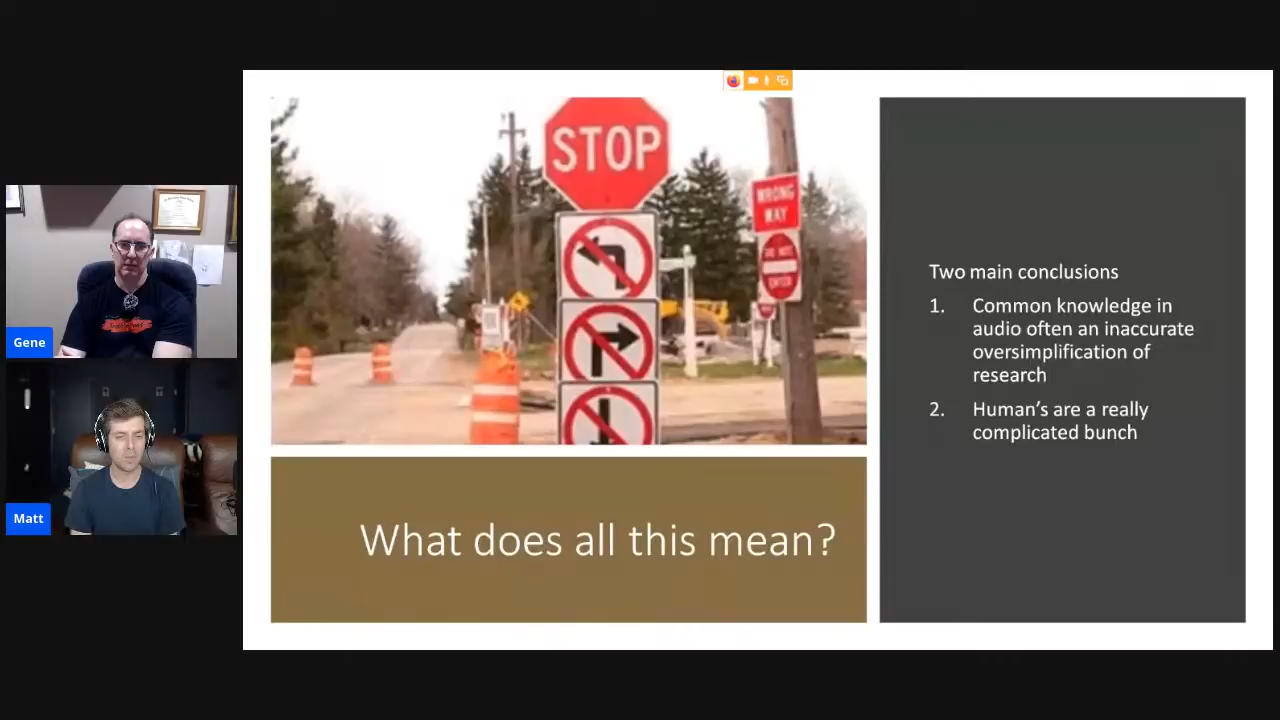 Gene
Matt
STOP
WRONG
WAY
DO NOT
ENTER
What does all this mean?
Two main conclusions
1. Common knowledge in
audio often an inaccurate
oversimplification of
research
2. Human's are a really
complicated bunch